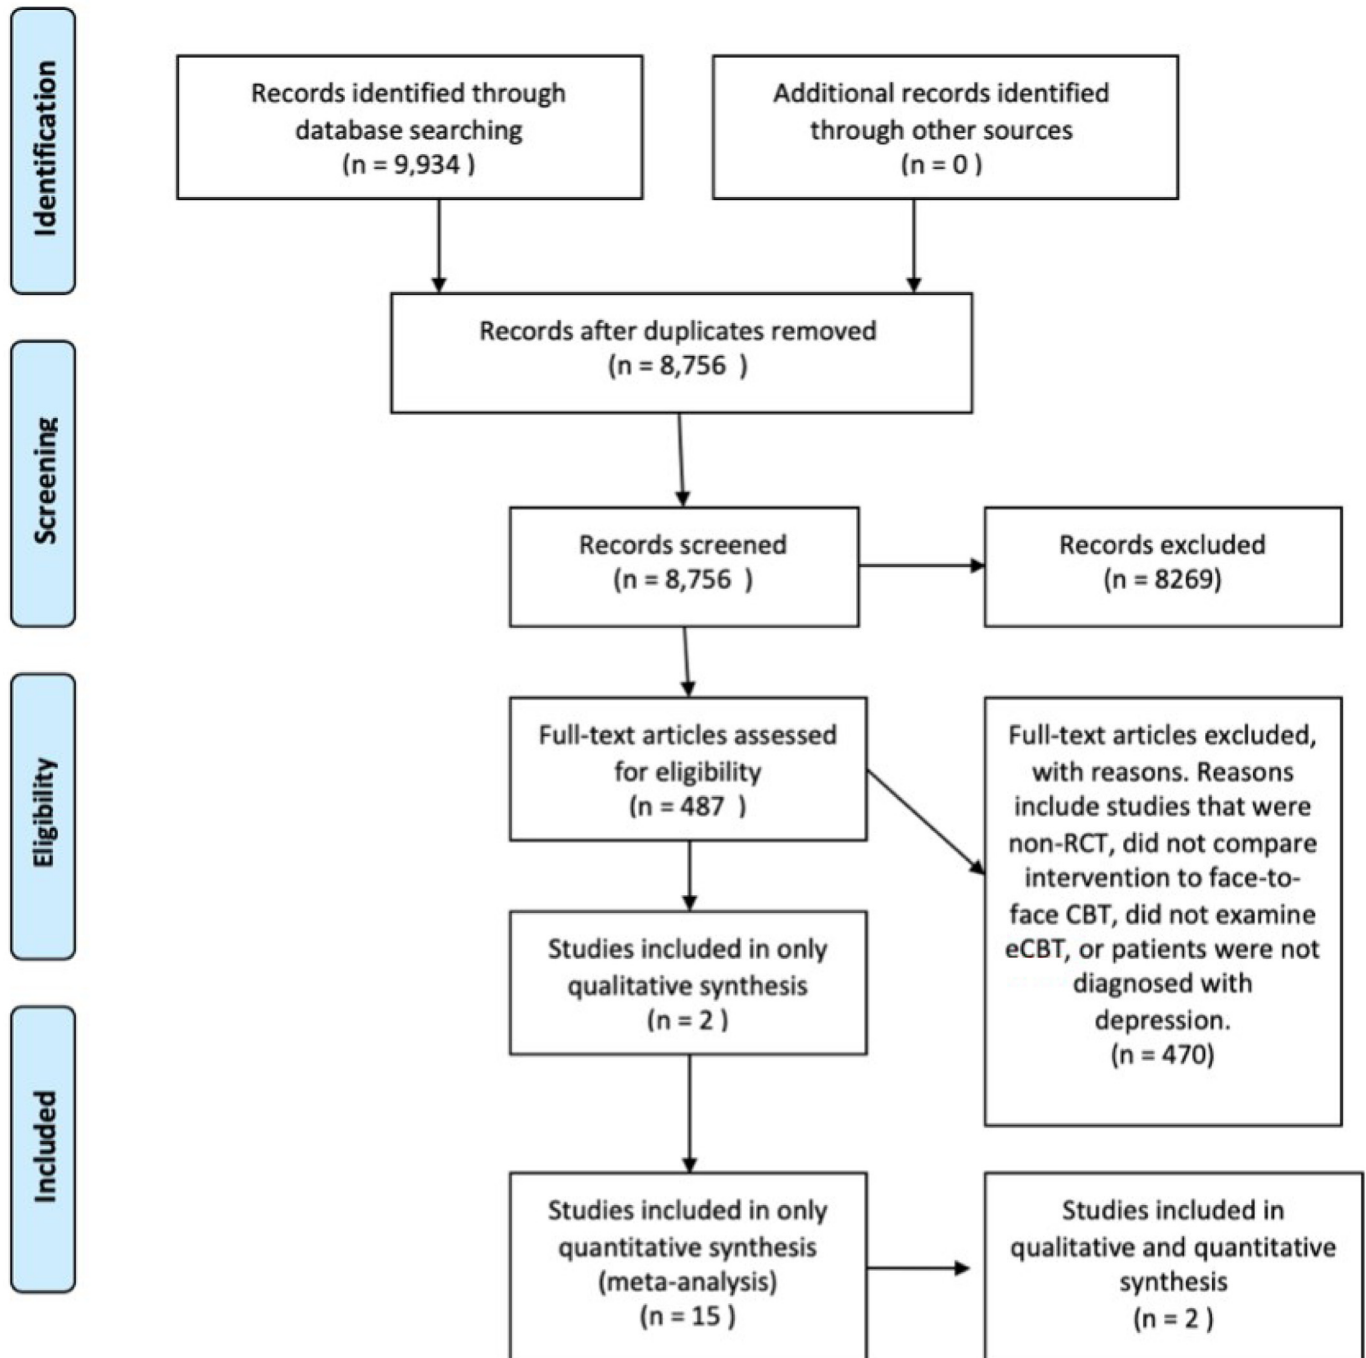 Identification
Records identified through
database searching
(n = 9,934 )
Additional records identified
through other sources
(n = 0 )
Records after duplicates removed
(n = 8,756 )
Screening
Records screened
(n = 8,756 )
Records excluded
(n = 8269)
Eligibility
Full-text articles assessed
for eligibility
(n = 487 )
Full-text articles excluded,
with reasons. Reasons
include studies that were
non-RCT, did not compare
intervention to face-to-
face CBT, did not examine
eCBT, or patients were not
diagnosed with
depression.
(n = 470)
Studies included in only
qualitative synthesis
(n = 2 )
Included
Studies included in only
quantitative synthesis
(meta-analysis)
(n = 15 )
Studies included in
qualitative and quantitative
synthesis
(n = 2 )